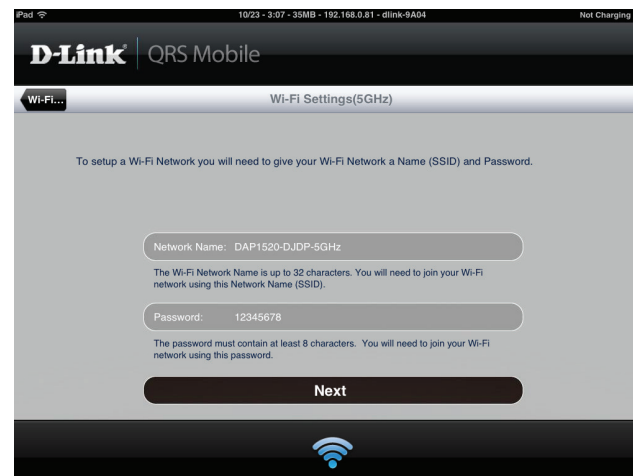 iPad 10/23 - 3:07 - 35MB - 192.168.0.81 - dlink-9A04 Not Charging
D-Link QRS Mobile
Wi-Fi... Wi-Fi Settings(5GHz)
To setup a Wi-Fi Network you will need to give your Wi-Fi Network a Name (SSID) and Password.
Network Name: DAP1520-DJDP-5GHz
The Wi-Fi Network Name is up to 32 characters. You will need to join your Wi-Fi
network using this Network Name (SSID).
Password: 12345678
The password must contain at least 8 characters. You will need to join your Wi-Fi
network using this password.
Next